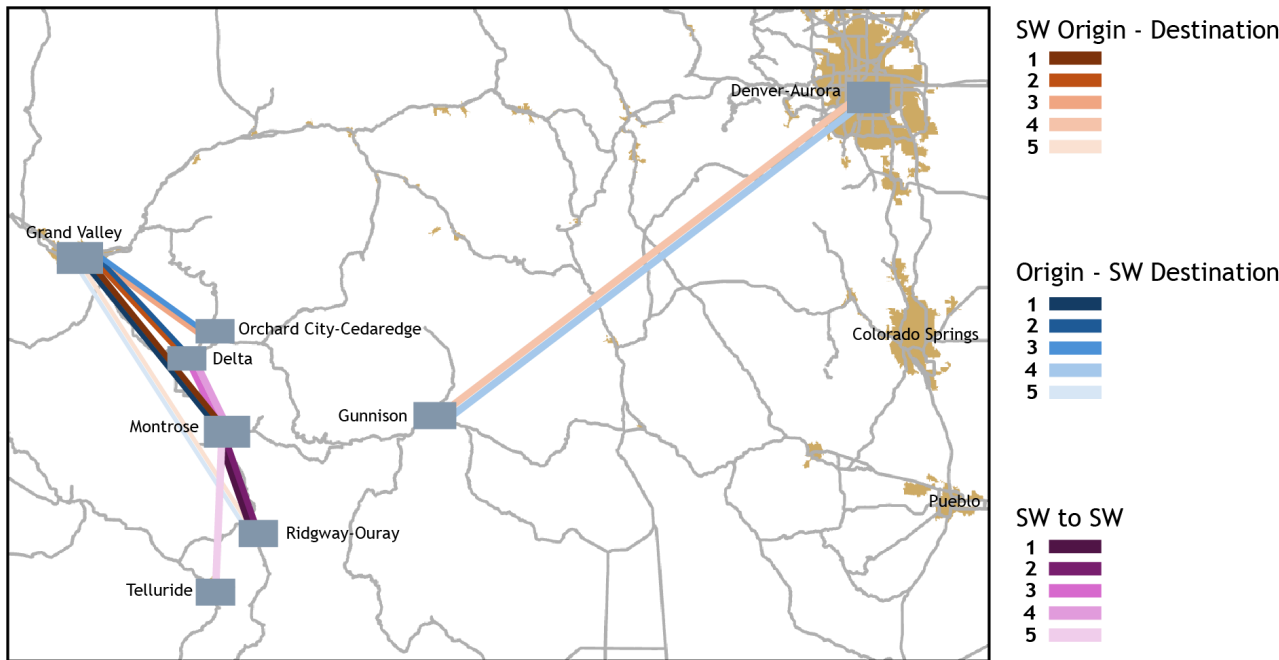 Denver-Aurora
Grand Valley
Orchard City-Cedaredge
Delta
Colorado Springs
Gunnison
Montrose
Pueblo
Ridgway-Ouray
Telluride
SW Origin - Destination
1
2
3
4
5
Origin - SW Destination
1
2
3
4
5
SW to SW
1
2
3
4
5